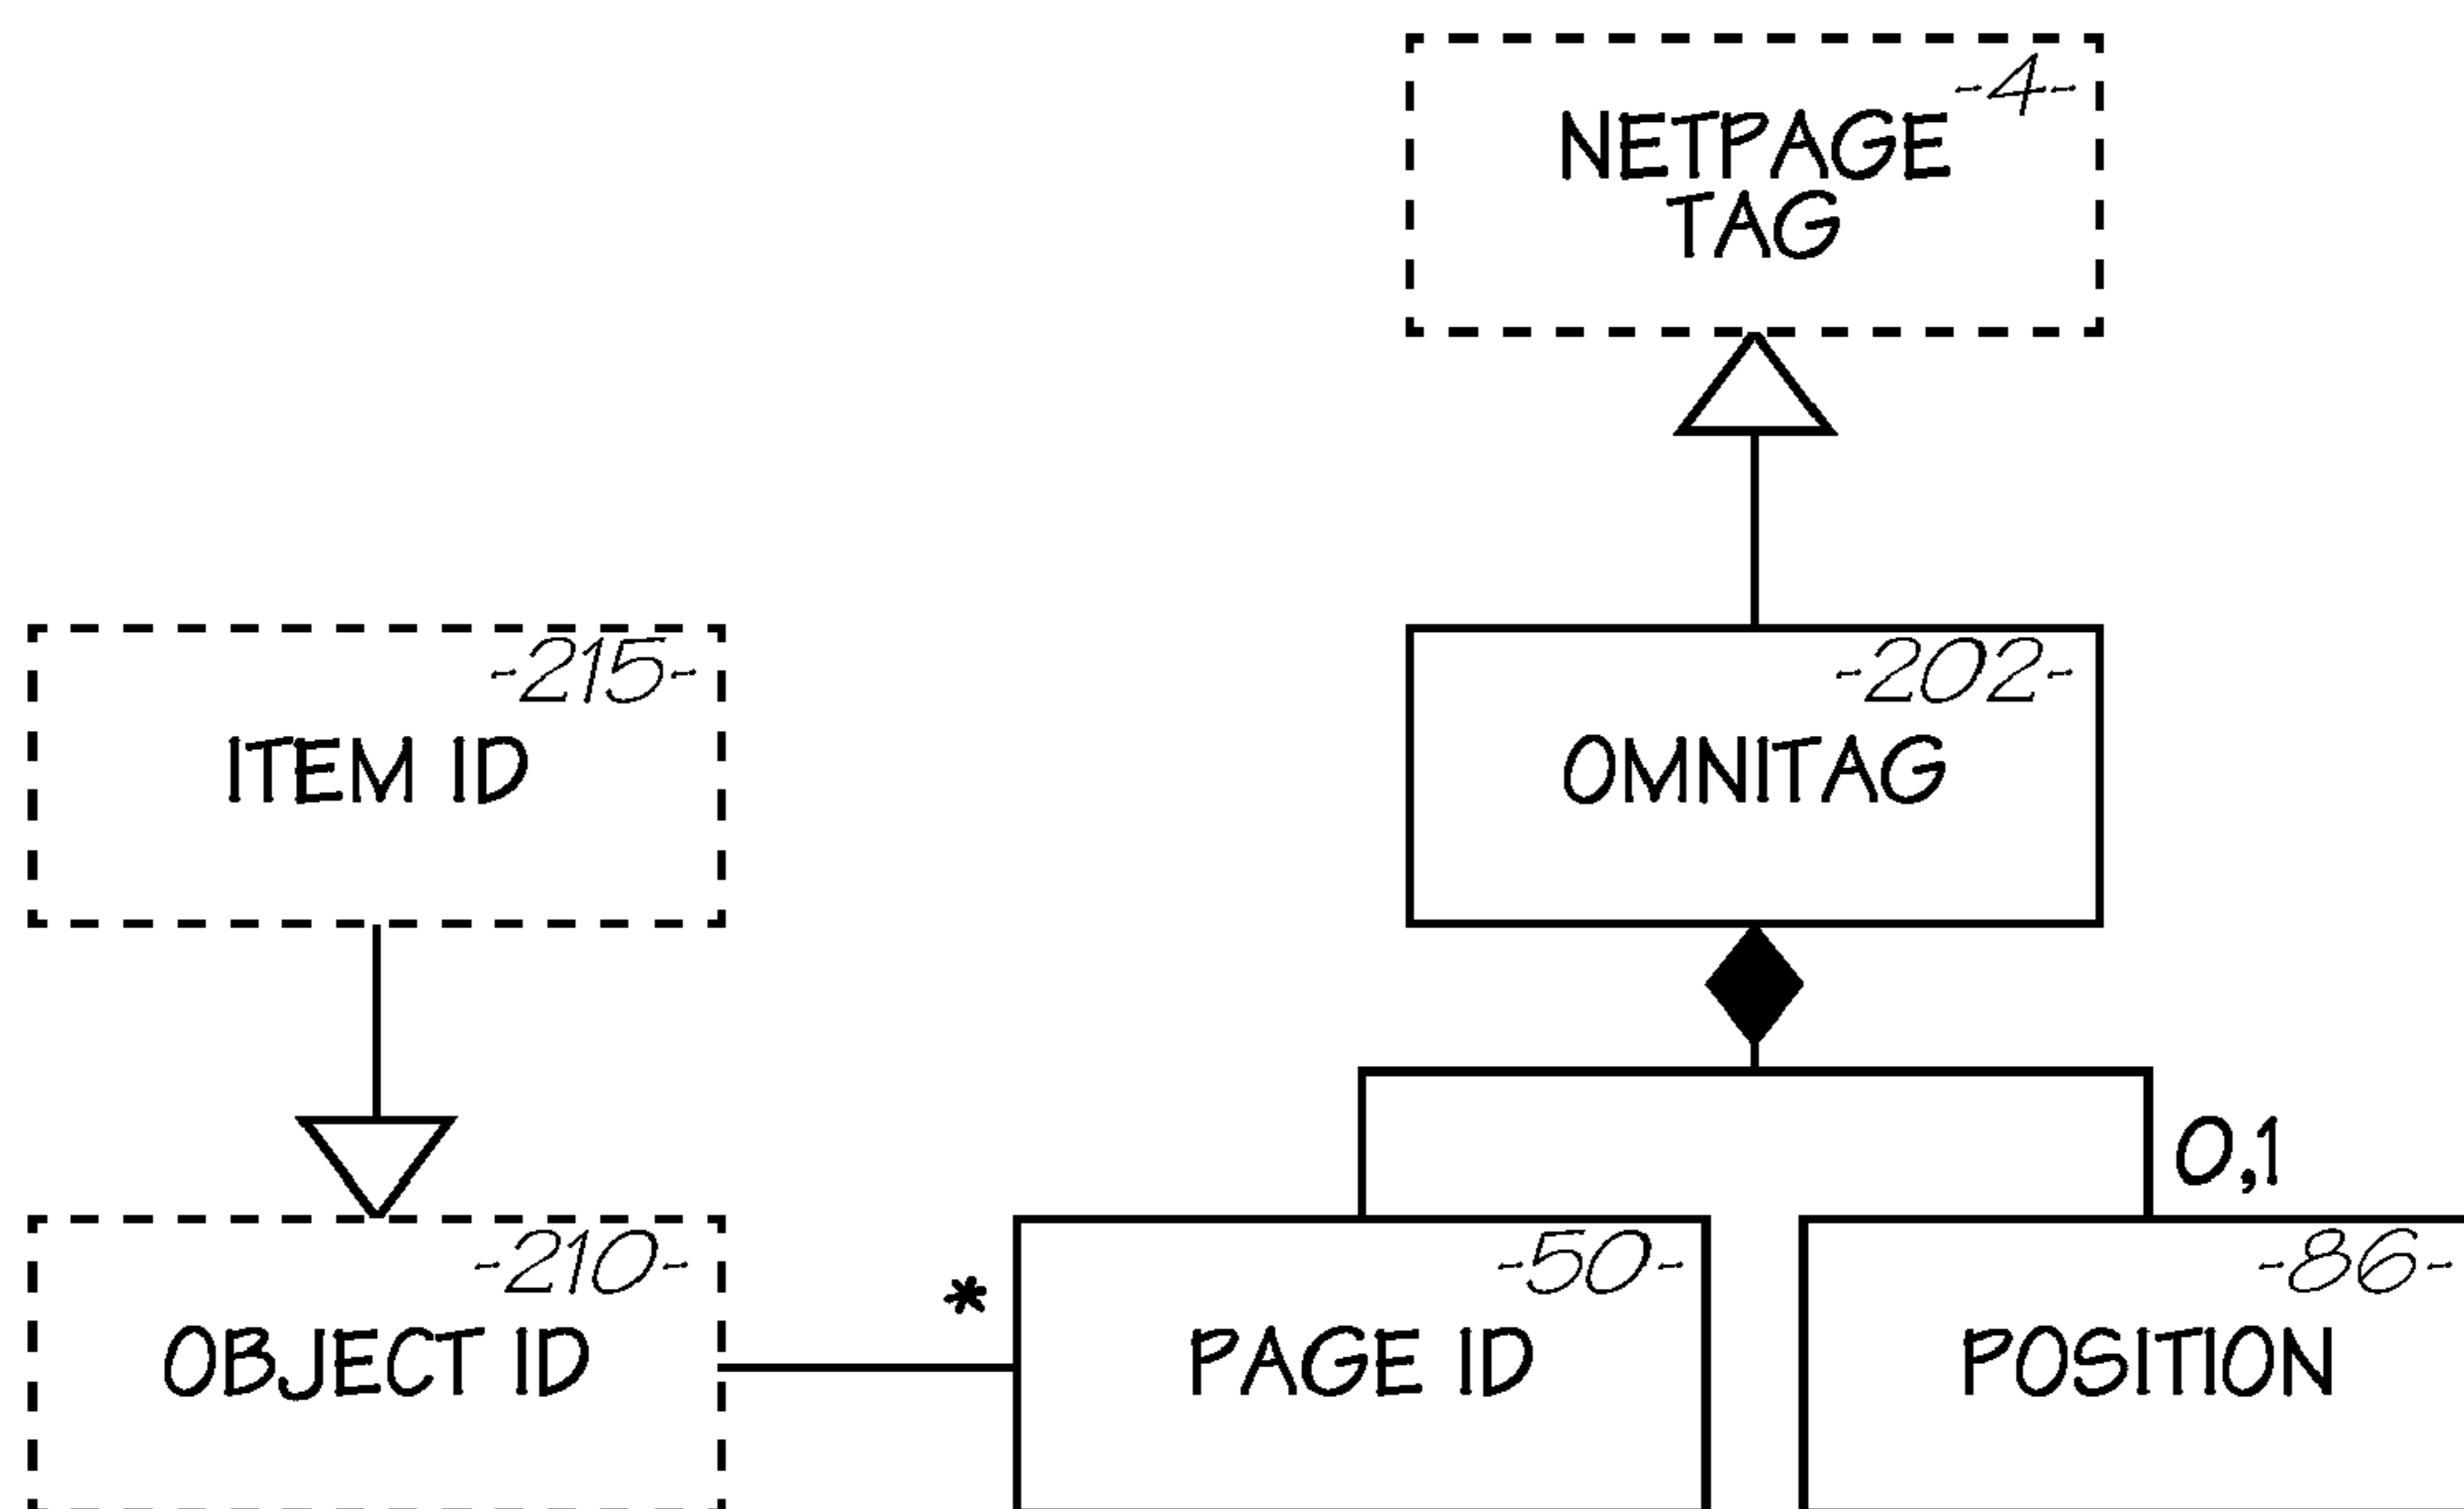 -4-
NETPAGE
TAG
-215-
ITEM ID
-202-
OMNITAG
0,1
-210-
OBJECT ID
*
-50-
PAGE ID
-86-
POSITION